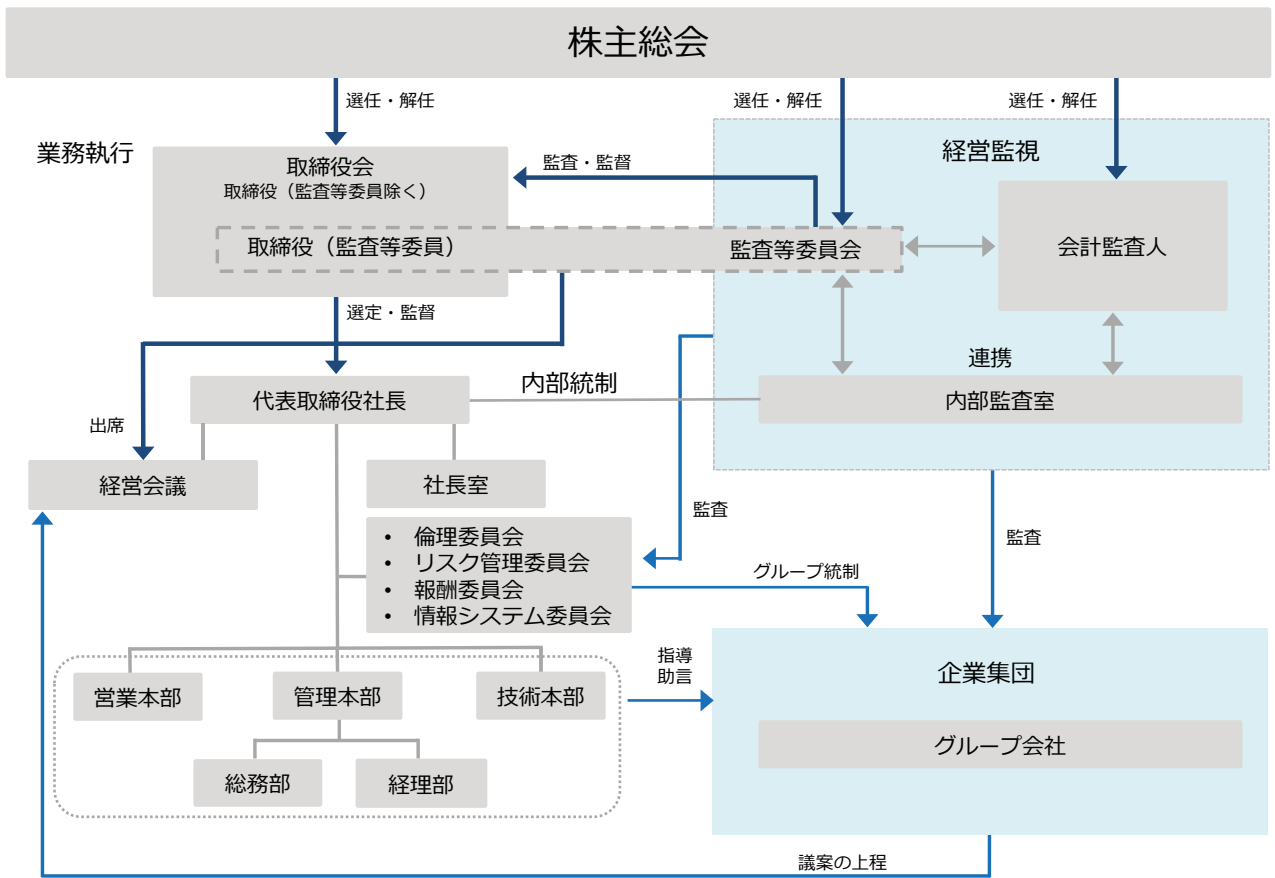 株主総会
選任・解任
選任・解任
選任・解任
業務執行
取締役会
取締役（監査等委員除く）
監査・監督
経営監視
取締役（監査等委員）
監査等委員会
会計監査人
選定・監督
連携
代表取締役社長
内部統制
内部監査室
出席
経営会議
社長室
監査
監査
• 倫理委員会
• リスク管理委員会
• 報酬委員会
• 情報システム委員会
グループ統制
指導
助言
企業集団
営業本部
管理本部
技術本部
グループ会社
総務部
経理部
議案の上程